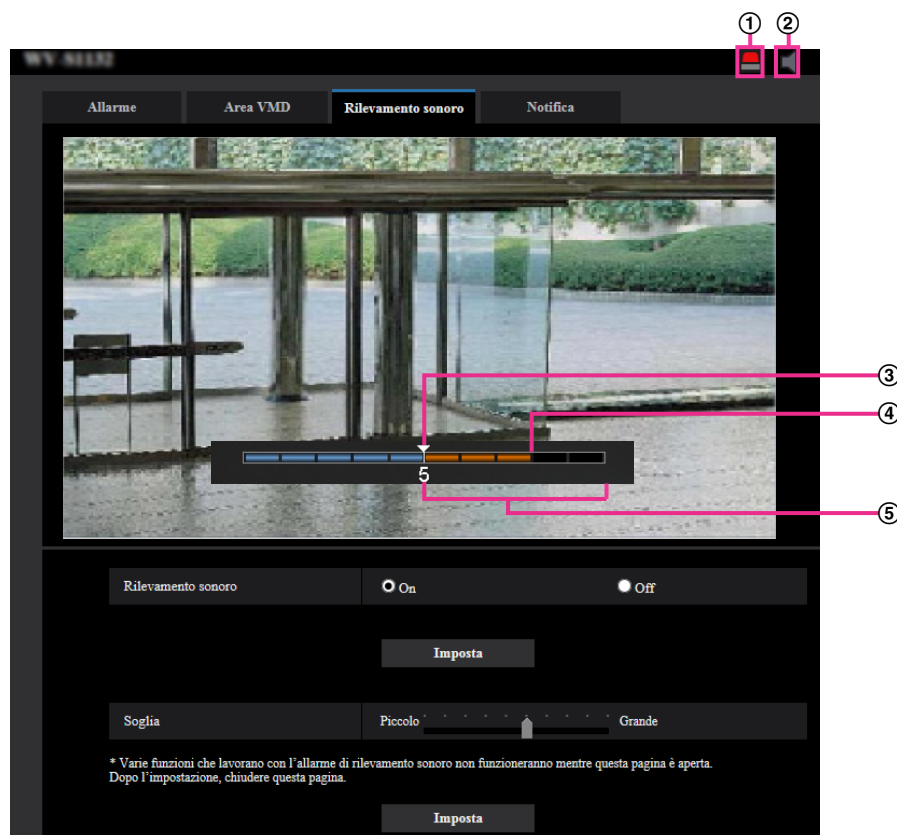 ① ②
WV-S1132
Allarme Area VMD Rilevamento sonoro Notifica
③
④
5
⑤
Rilevamento sonoro On Off
Imposta
Soglia Piccolo Grande
* Varie funzioni che lavorano con l'allarme di rilevamento sonoro non funzioneranno mentre questa pagina è aperta.
Dopo l'impostazione, chiudere questa pagina.
Imposta